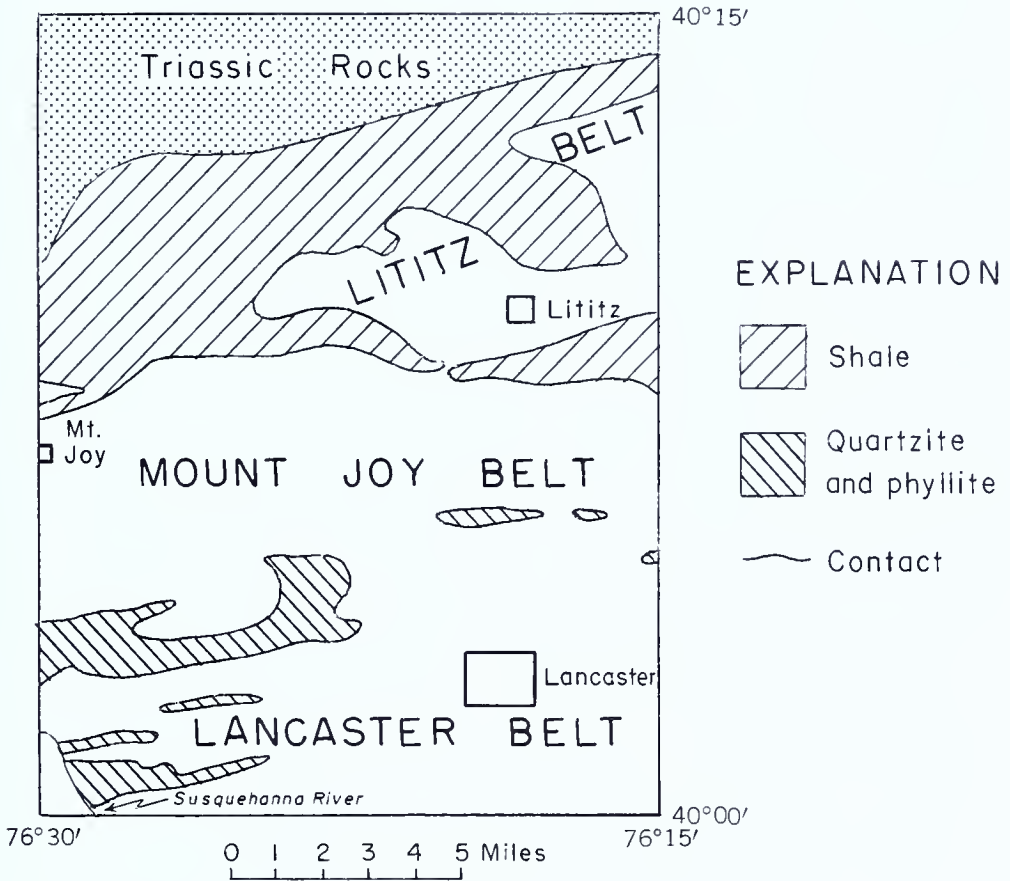 40°15′
Triassic Rocks
BELT
LITITZ
Lititz
Mt.
Joy
MOUNT JOY BELT
Lancaster
LANCASTER BELT
Susquehanna River
40°00′
76°30′
76°15′
0 1 2 3 4 5 Miles
EXPLANATION
Shale
Quartzite
and phyllite
Contact